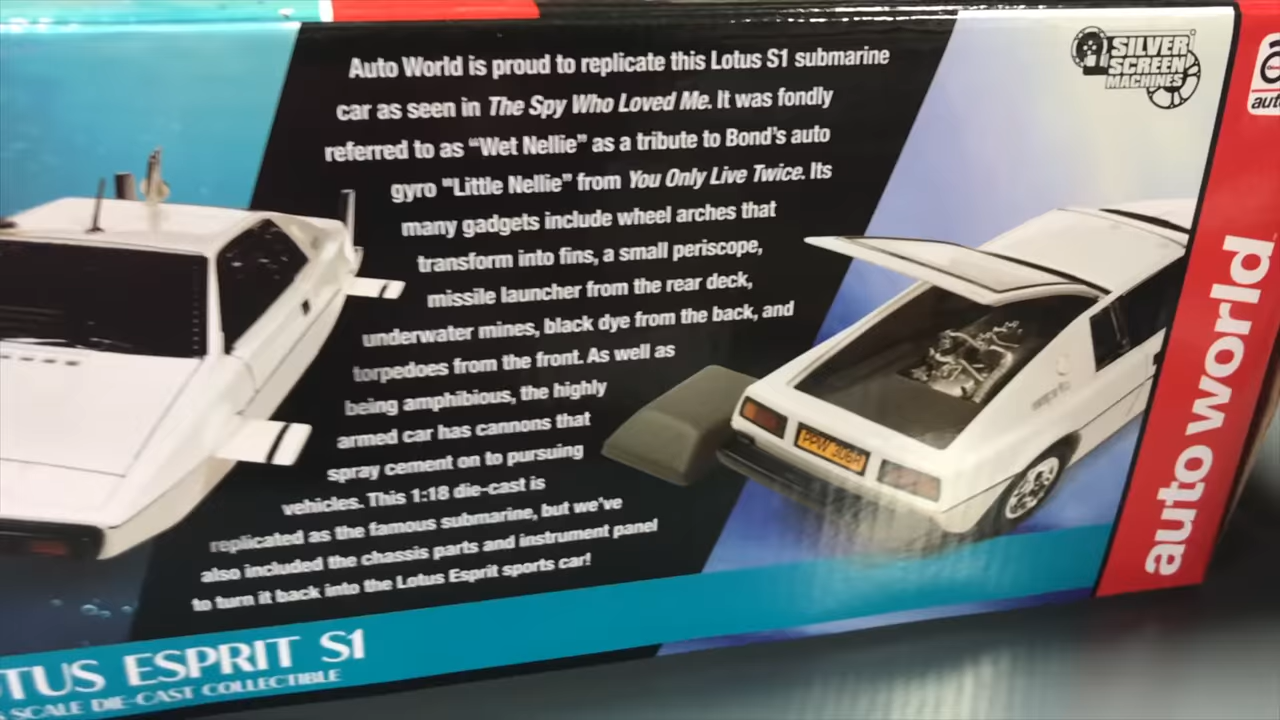 Auto World is proud to replicate this Lotus S1 submarine
car as seen in The Spy Who Loved Me. It was fondly
referred to as “Wet Nellie” as a tribute to Bond’s auto
gyro "Little Nellie” from You Only Live Twice. Its
many gadgets include wheel arches that
transform into fins, a small periscope,
missile launcher from the rear deck,
underwater mines, black dye from the back, and
torpedoes from the front. As well as
being amphibious, the highly
armed car has cannons that
spray cement on to pursuing
vehicles. This 1:18 die-cast is
replicated as the famous submarine, but we’ve
also included the chassis parts and instrument panel
to turn it back into the Lotus Esprit sports car!
SILVER
SCREEN
MACHINES
PPW 306R
auto world
auto
TUS ESPRIT S1
SCALE DIE-CAST COLLECTIBLE